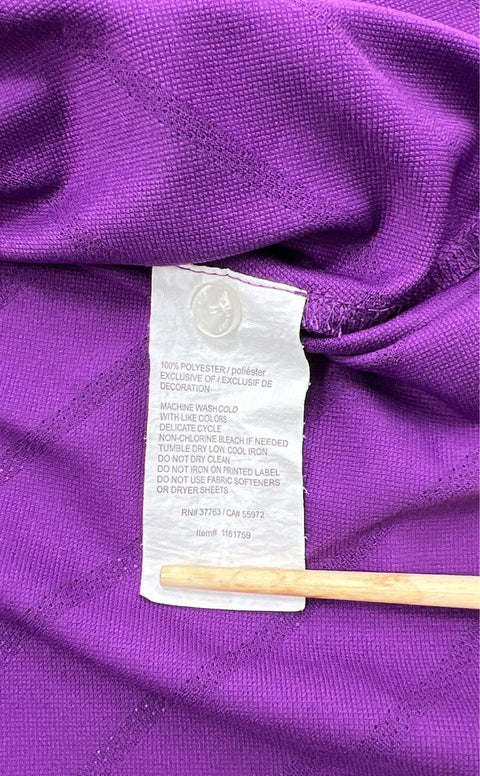 100% POLYESTER / poliéster
EXCLUSIVE OF / EXCLUSIF DE
DECORATION
MACHINE WASH COLD
WITH LIKE COLORS
DELICATE CYCLE
NON-CHLORINE BLEACH IF NEEDED
TUMBLE DRY LOW, COOL IRON
DO NOT DRY CLEAN
DO NOT IRON ON PRINTED LABEL
DO NOT USE FABRIC SOFTENERS
OR DRYER SHEETS
RN# 37763 / CA# 55972
Item# 1161759